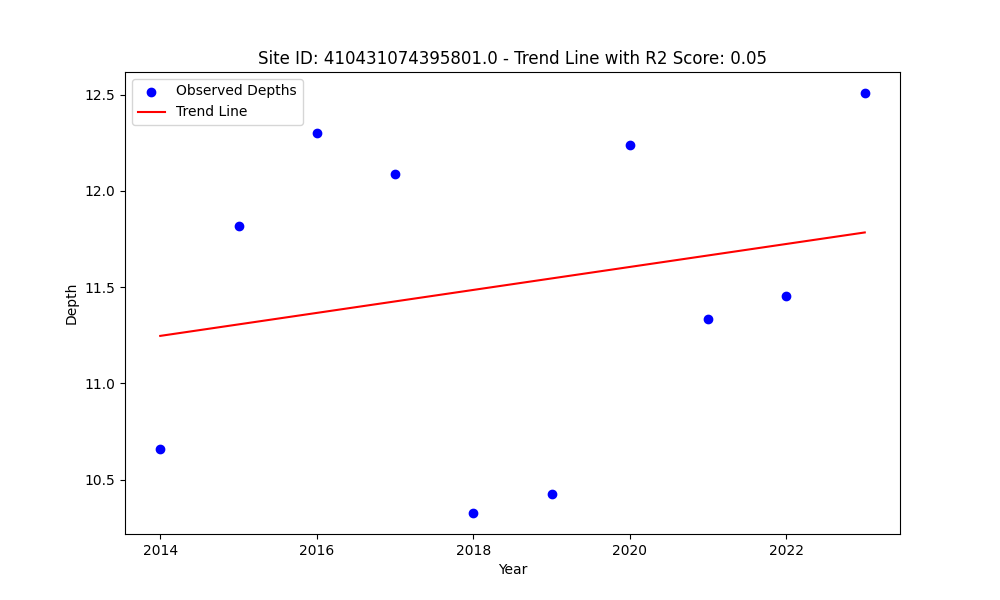 Site ID: 410431074395801.0 - Trend Line with R2 Score: 0.05
Observed Depths
Trend Line
12.5
12.0
11.5
11.0
10.5
Depth
2014
2016
2018
2020
2022
Year